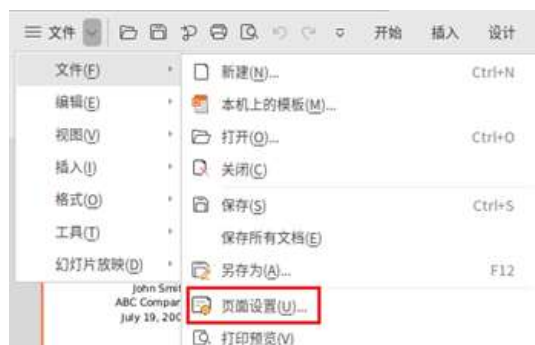 文件 开始 插入 设计
文件(F)
编辑(E)
视图(V)
插入(I)
格式(O)
工具(T)
幻灯片放映(D)
新建(N)... Ctrl+N
本机上的模板(M)...
打开(O)... Ctrl+O
关闭(C)
保存(S) Ctrl+S
保存所有文档(E)
另存为(A)... F12
页面设置(U)...
打印预览(V)
John Smit
ABC Compar
July 19, 200